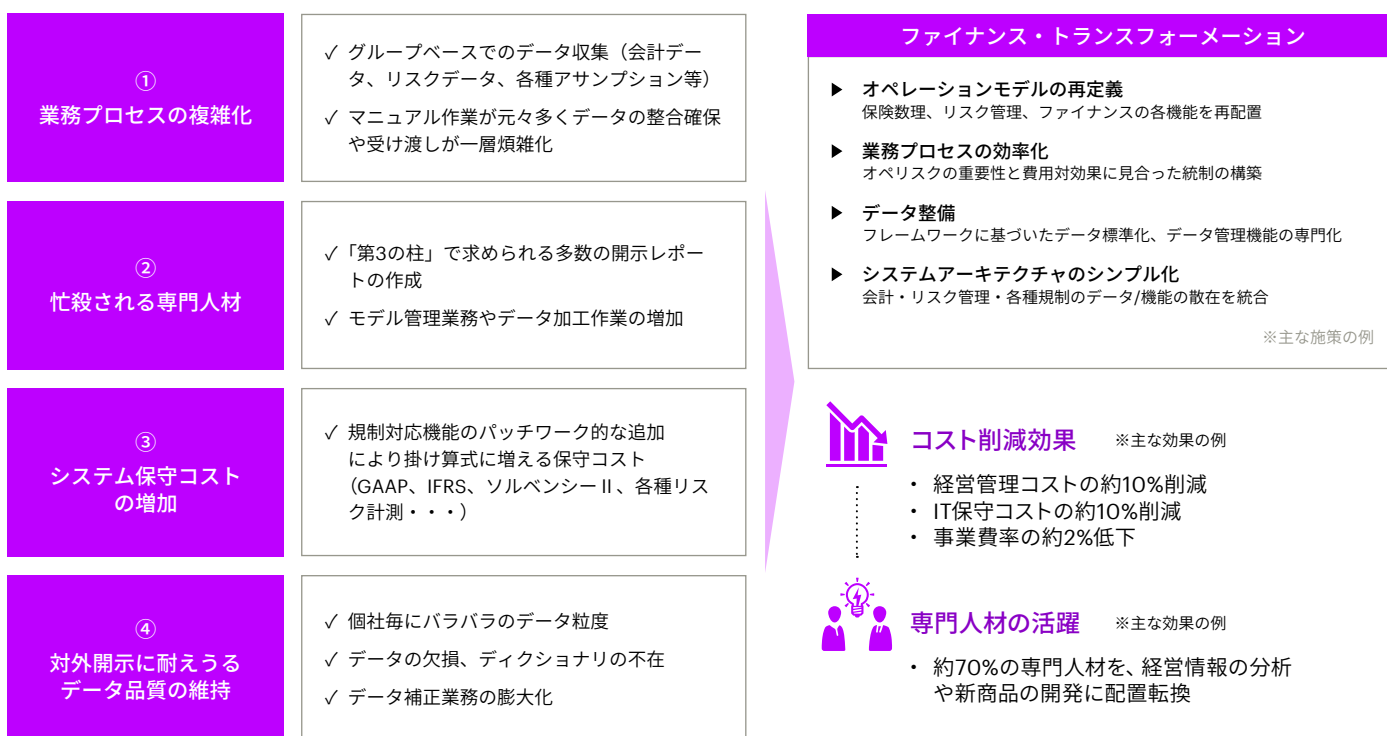 ①
業務プロセスの複雑化
✓ グループベースでのデータ収集（会計デー
タ、リスクデータ、各種アサンプション等）
✓ マニュアル作業が元々多くデータの整合確保
や受け渡しが一層煩雑化
②
忙殺される専門人材
✓「第3の柱」で求められる多数の開示レポー
トの作成
✓ モデル管理業務やデータ加工作業の増加
③
システム保守コスト
の増加
✓ 規制対応機能のパッチワーク的な追加
により掛け算式に増える保守コスト
（GAAP、IFRS、ソルベンシーⅡ、各種リス
ク計測・・・）
④
対外開示に耐えうる
データ品質の維持
✓ 個社毎にバラバラのデータ粒度
✓ データの欠損、ディクショナリの不在
✓ データ補正業務の膨大化
ファイナンス・トランスフォーメーション
▶ オペレーションモデルの再定義
保険数理、リスク管理、ファイナンスの各機能を再配置
▶ 業務プロセスの効率化
オペリスクの重要性と費用対効果に見合った統制の構築
▶ データ整備
フレームワークに基づいたデータ標準化、データ管理機能の専門化
▶ システムアーキテクチャのシンプル化
会計・リスク管理・各種規制のデータ/機能の散在を統合
※主な施策の例
コスト削減効果 ※主な効果の例
・ 経営管理コストの約10%削減
・ IT保守コストの約10%削減
・ 事業費率の約2%低下
専門人材の活躍 ※主な効果の例
・ 約70%の専門人材を、経営情報の分析
や新商品の開発に配置転換